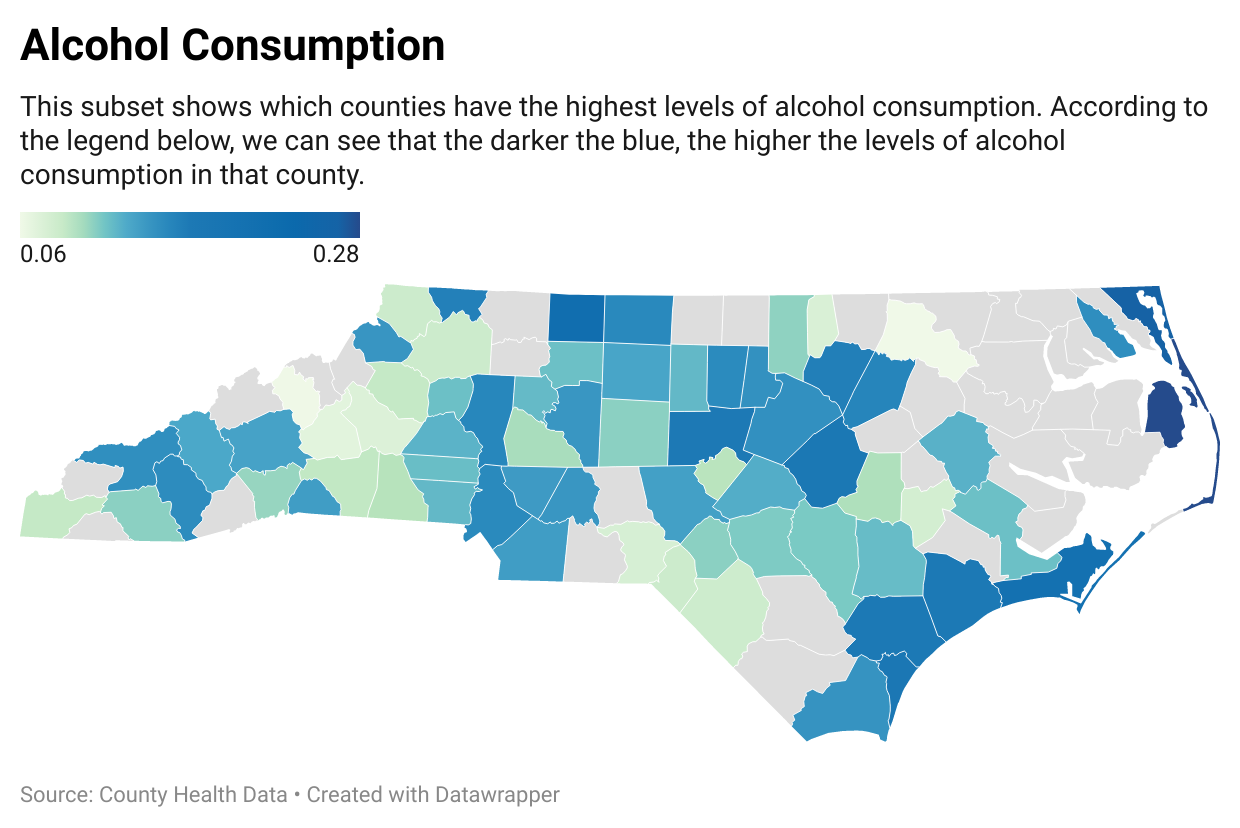 Alcohol Consumption
This subset shows which counties have the highest levels of alcohol consumption. According to
the legend below, we can see that the darker the blue, the higher the levels of alcohol
consumption in that county.
0.06 0.28
Source: County Health Data • Created with Datawrapper